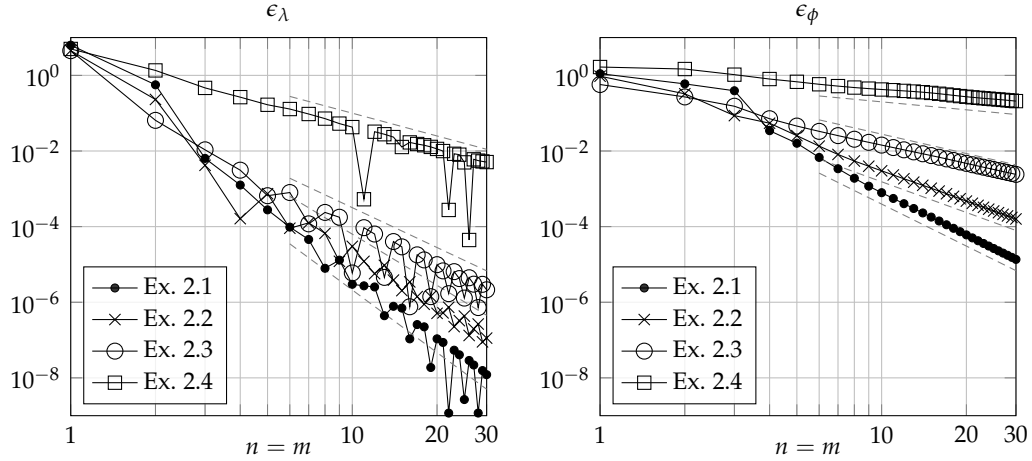 ϵ_λ
10^0
10^{-2}
10^{-4}
10^{-6}
10^{-8}
Ex. 2.1
Ex. 2.2
Ex. 2.3
Ex. 2.4
1
10
20
30
n = m
ϵ_ϕ
10^0
10^{-2}
10^{-4}
10^{-6}
10^{-8}
Ex. 2.1
Ex. 2.2
Ex. 2.3
Ex. 2.4
1
10
20
30
n = m